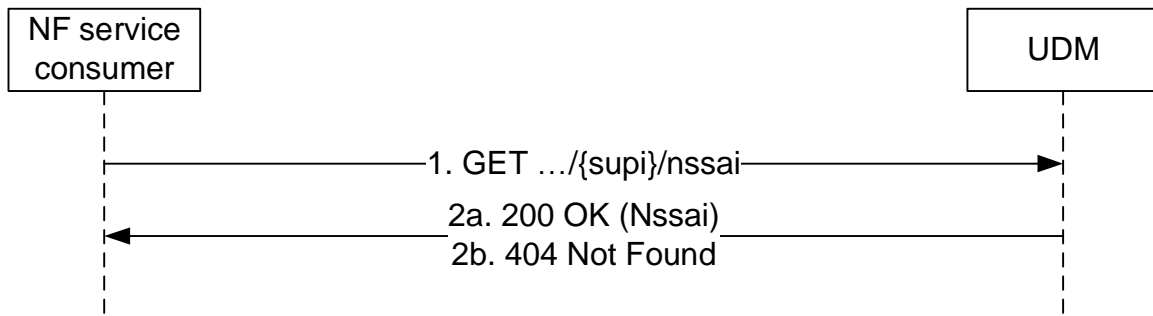 NF service
consumer
UDM
1. GET …/{supi}/nssai
2a. 200 OK (Nssai)
2b. 404 Not Found